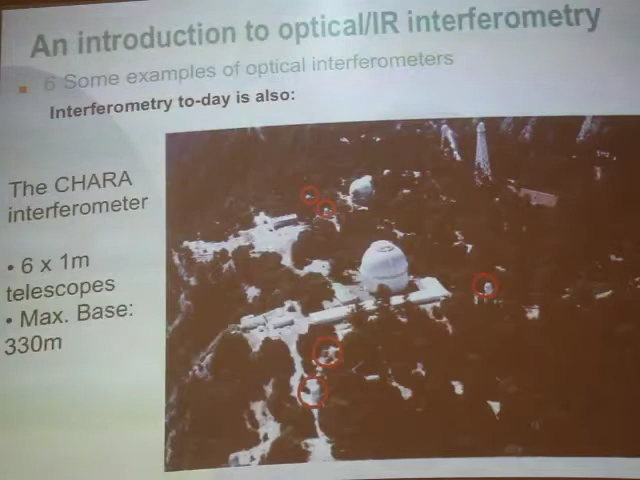 An introduction to optical/IR interferometry
6 Some examples of optical interferometers
Interferometry to-day is also:
The CHARA
interferometer
• 6 x 1m
telescopes
• Max. Base:
330m